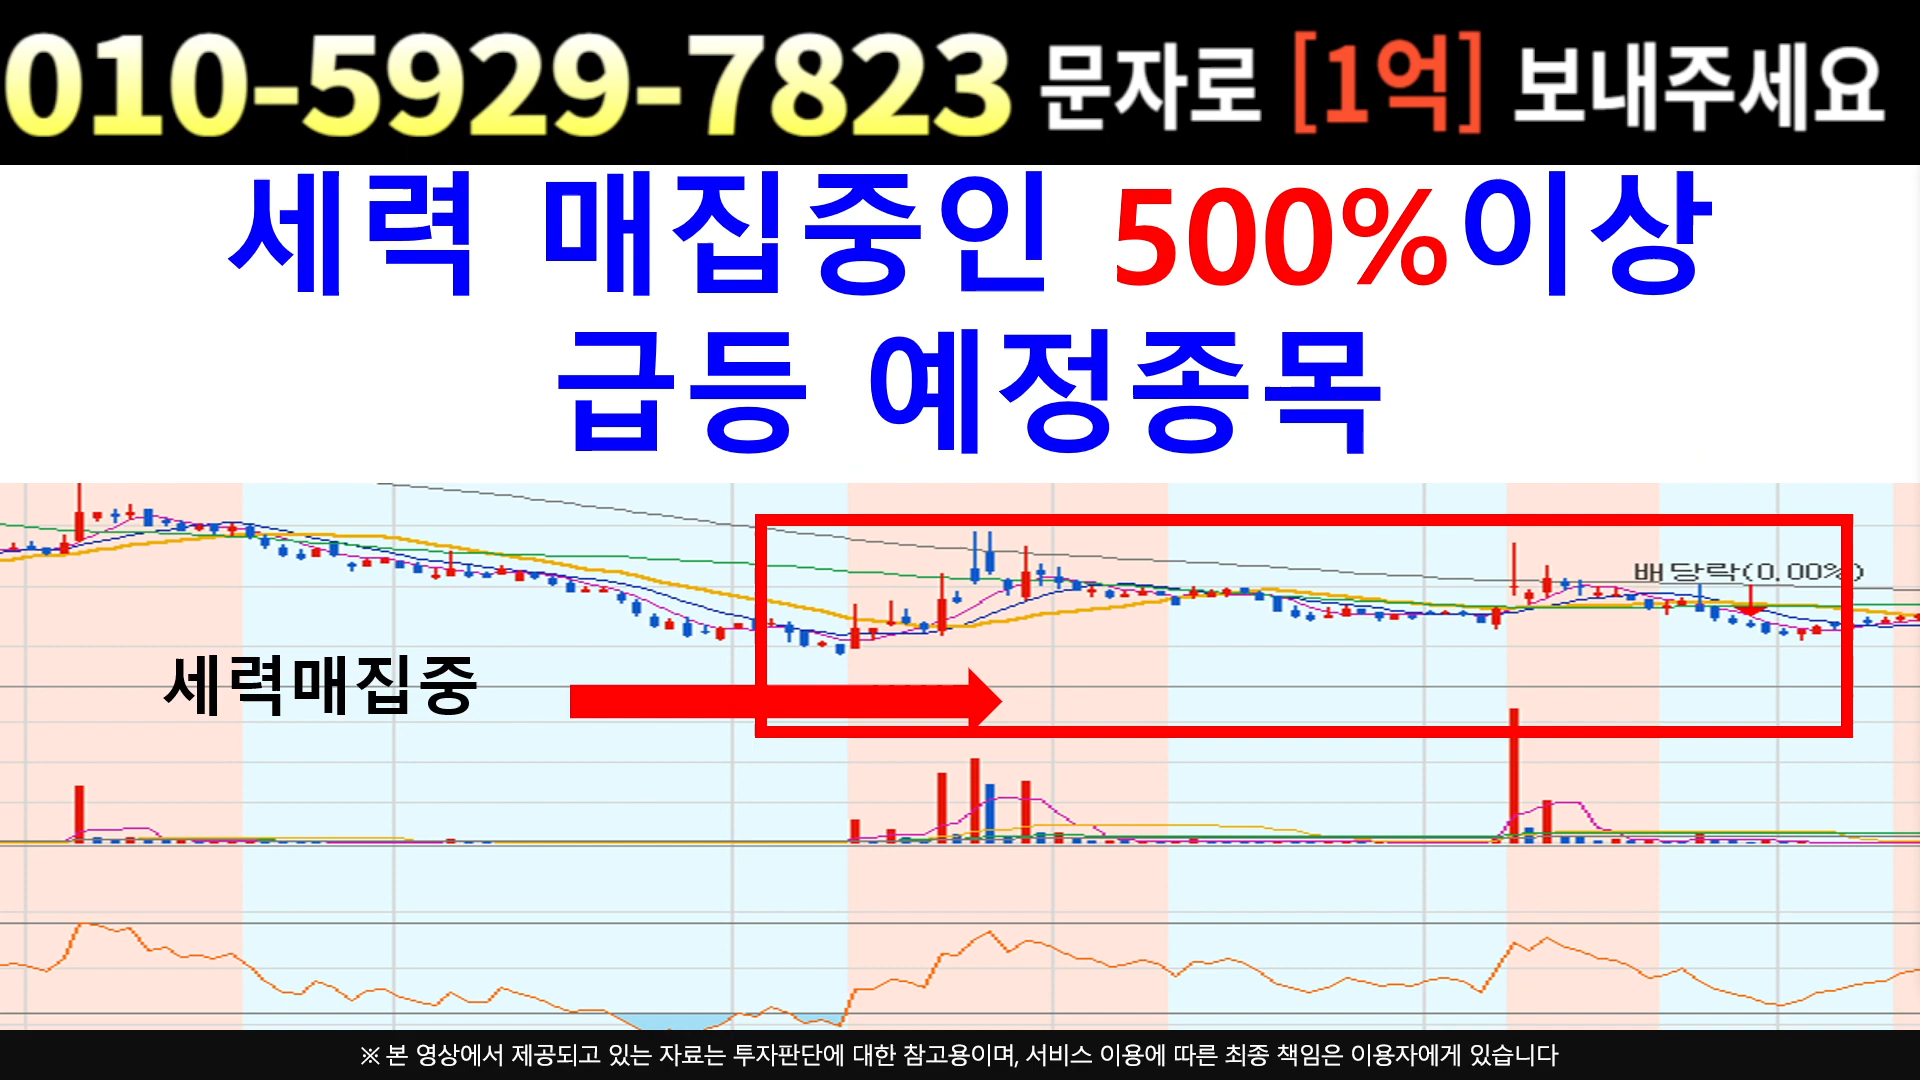 010-5929-7823 문자로 [1억] 보내주세요
세력 매집중인 500%이상
급등 예정종목
배당락(0.00%)
세력매집중
※ 본 영상에서 제공되고 있는 자료는 투자판단에 대한 참고용이며, 서비스 이용에 따른 최종 책임은 이용자에게 있습니다